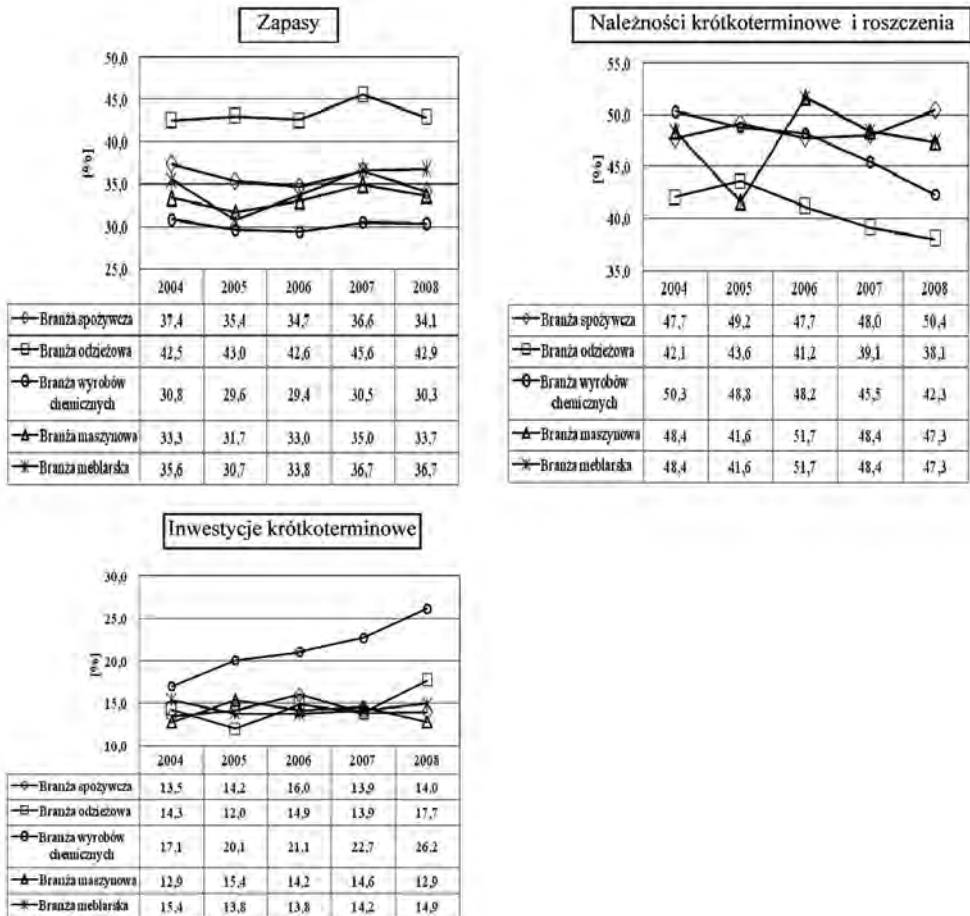 Zapasy
50,0
45,0
40,0
35,0
30,0
25,0
[%]
2004 2005 2006 2007 2008
Branża spożywcza 37,4 35,4 34,7 36,6 34,1
Branża odzieżowa 42,5 43,0 42,6 45,6 42,9
Branża wyrobów
chemicznych 30,8 29,6 29,4 30,5 30,3
Branża maszynowa 33,3 31,7 33,0 35,0 33,7
Branża meblarska 35,6 30,7 33,8 36,7 36,7
Należności krótkoterminowe i roszczenia
55,0
50,0
45,0
40,0
35,0
[%]
2004 2005 2006 2007 2008
Branża spożywcza 47,7 49,2 47,7 48,0 50,4
Branża odzieżowa 42,1 43,6 41,2 39,1 38,1
Branża wyrobów
chemicznych 50,3 48,8 48,2 45,5 42,3
Branża maszynowa 48,4 41,6 51,7 48,4 47,3
Branża meblarska 48,4 41,6 51,7 48,4 47,3
Inwestycje krótkoterminowe
30,0
25,0
20,0
15,0
10,0
[%]
2004 2005 2006 2007 2008
Branża spożywcza 13,5 14,2 16,0 13,9 14,0
Branża odzieżowa 14,3 12,0 14,9 13,9 17,7
Branża wyrobów
chemicznych 17,1 20,1 21,1 22,7 26,2
Branża maszynowa 12,9 15,4 14,2 14,6 12,9
Branża meblarska 15,4 13,8 13,8 14,2 14,9